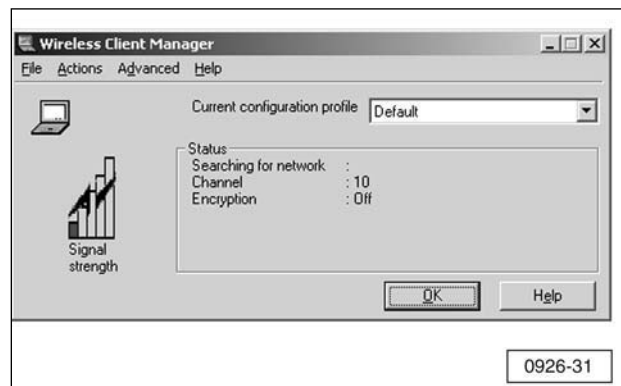 Wireless Client Manager
File Actions Advanced Help
Current configuration profile Default
Status
Searching for network :
Channel : 10
Encryption : Off
Signal
strength
OK Help
0926-31